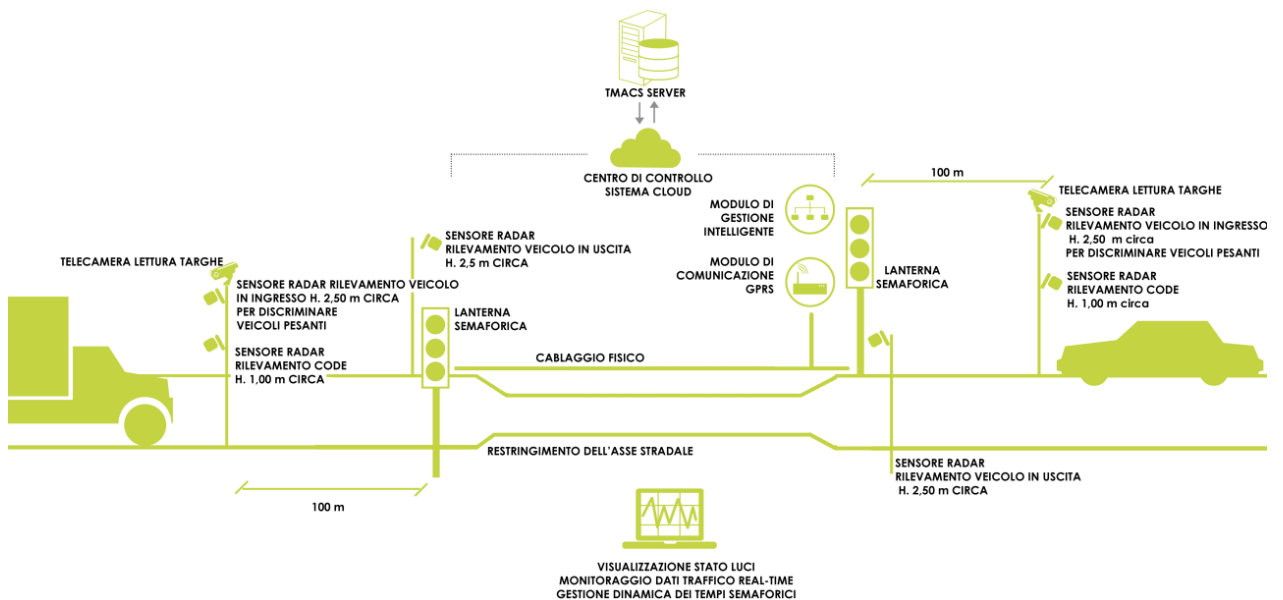 TMACS SERVER
CENTRO DI CONTROLLO
SISTEMA CLOUD
100 m
TELECAMERA LETTURA TARGHE
SENSORE RADAR
RILEVAMENTO VEICOLO IN INGRESSO
H. 2,50 m circa
PER DISCRIMINARE VEICOLI PESANTI
SENSORE RADAR
RILEVAMENTO CODE
H. 1,00 m circa
MODULO DI
GESTIONE
INTELLIGENTE
MODULO DI
COMUNICAZIONE
GPRS
LANTERNA
SEMAFORICA
SENSORE RADAR
RILEVAMENTO VEICOLO IN USCITA
H. 2,5 m CIRCA
TELECAMERA LETTURA TARGHE
SENSORE RADAR RILEVAMENTO VEICOLO
IN INGRESSO H. 2,50 m CIRCA
PER DISCRIMINARE
VEICOLI PESANTI
SENSORE RADAR
RILEVAMENTO CODE
H. 1,00 m CIRCA
LANTERNA
SEMAFORICA
CABLAGGIO FISICO
RESTRINGIMENTO DELL'ASSE STRADALE
SENSORE RADAR
RILEVAMENTO VEICOLO IN USCITA
H. 2,50 m CIRCA
100 m
VISUALIZZAZIONE STATO LUCI
MONITORAGGIO DATI TRAFFICO REAL-TIME
GESTIONE DINAMICA DEI TEMPI SEMAFORICI